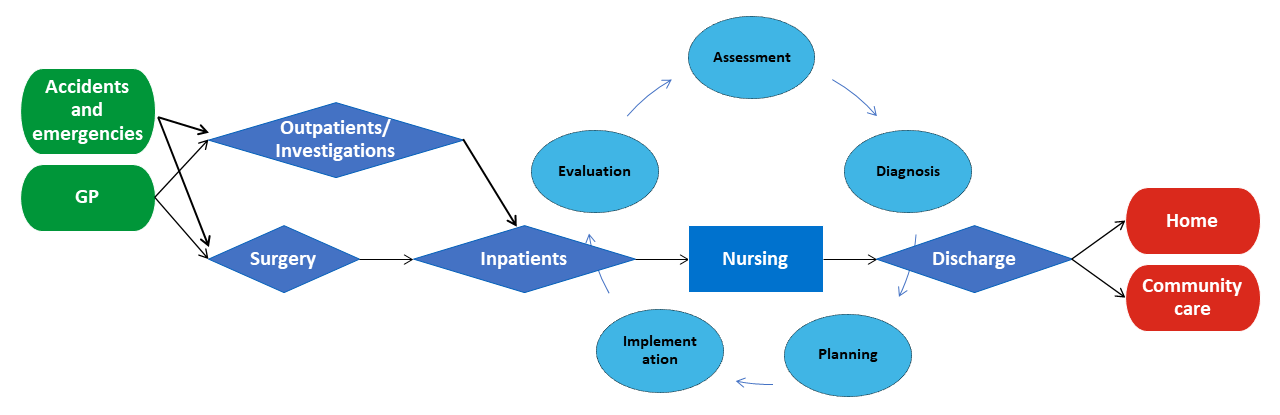 Accidents
and
emergencies
GP
Outpatients/
Investigations
Surgery
Inpatients
Nursing
Discharge
Home
Community
care
Assessment
Diagnosis
Planning
Implement
ation
Evaluation